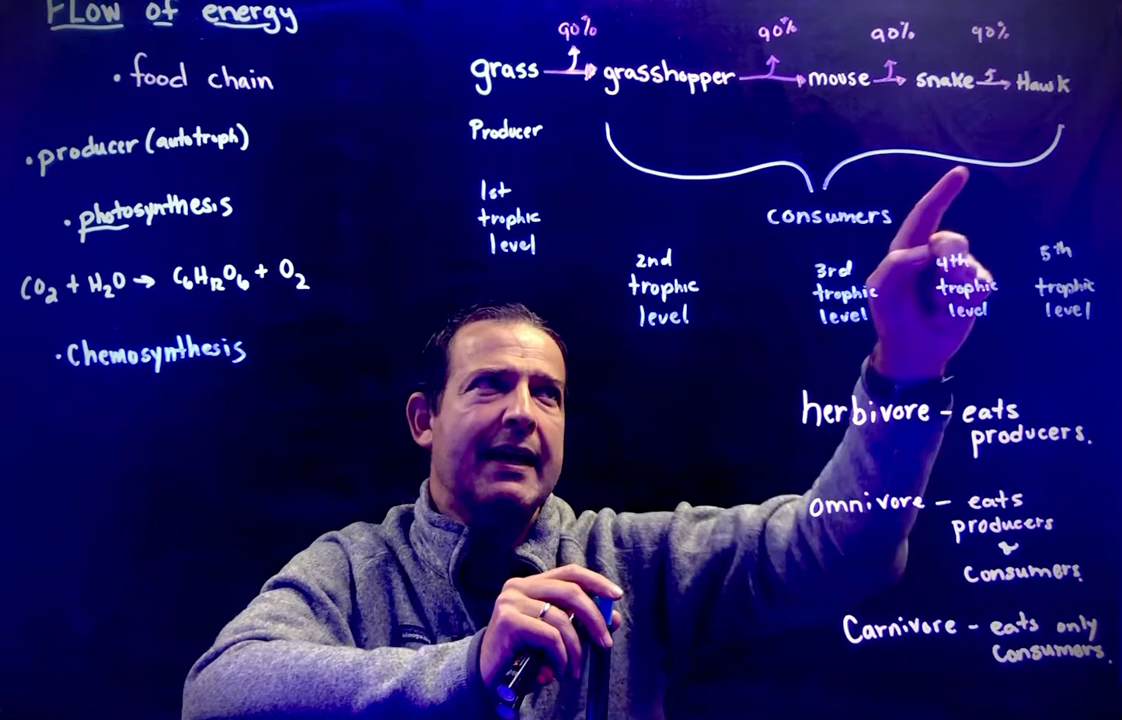 Flow of energy
• food chain
• producer (autotroph)
• photosynthesis
CO2 + H2O → C6H12O6 + O2
• Chemosynthesis
90% 90% 90% 90%
grass → grasshopper → mouse → snake → Hawk
Producer
1st
trophic
level
consumers
2nd
trophic
level
3rd
trophic
level
4th
trophic
level
5th
trophic
level
herbivore - eats
producers.
omnivore - eats
producers
&
consumers.
Carnivore - eats only
consumers.